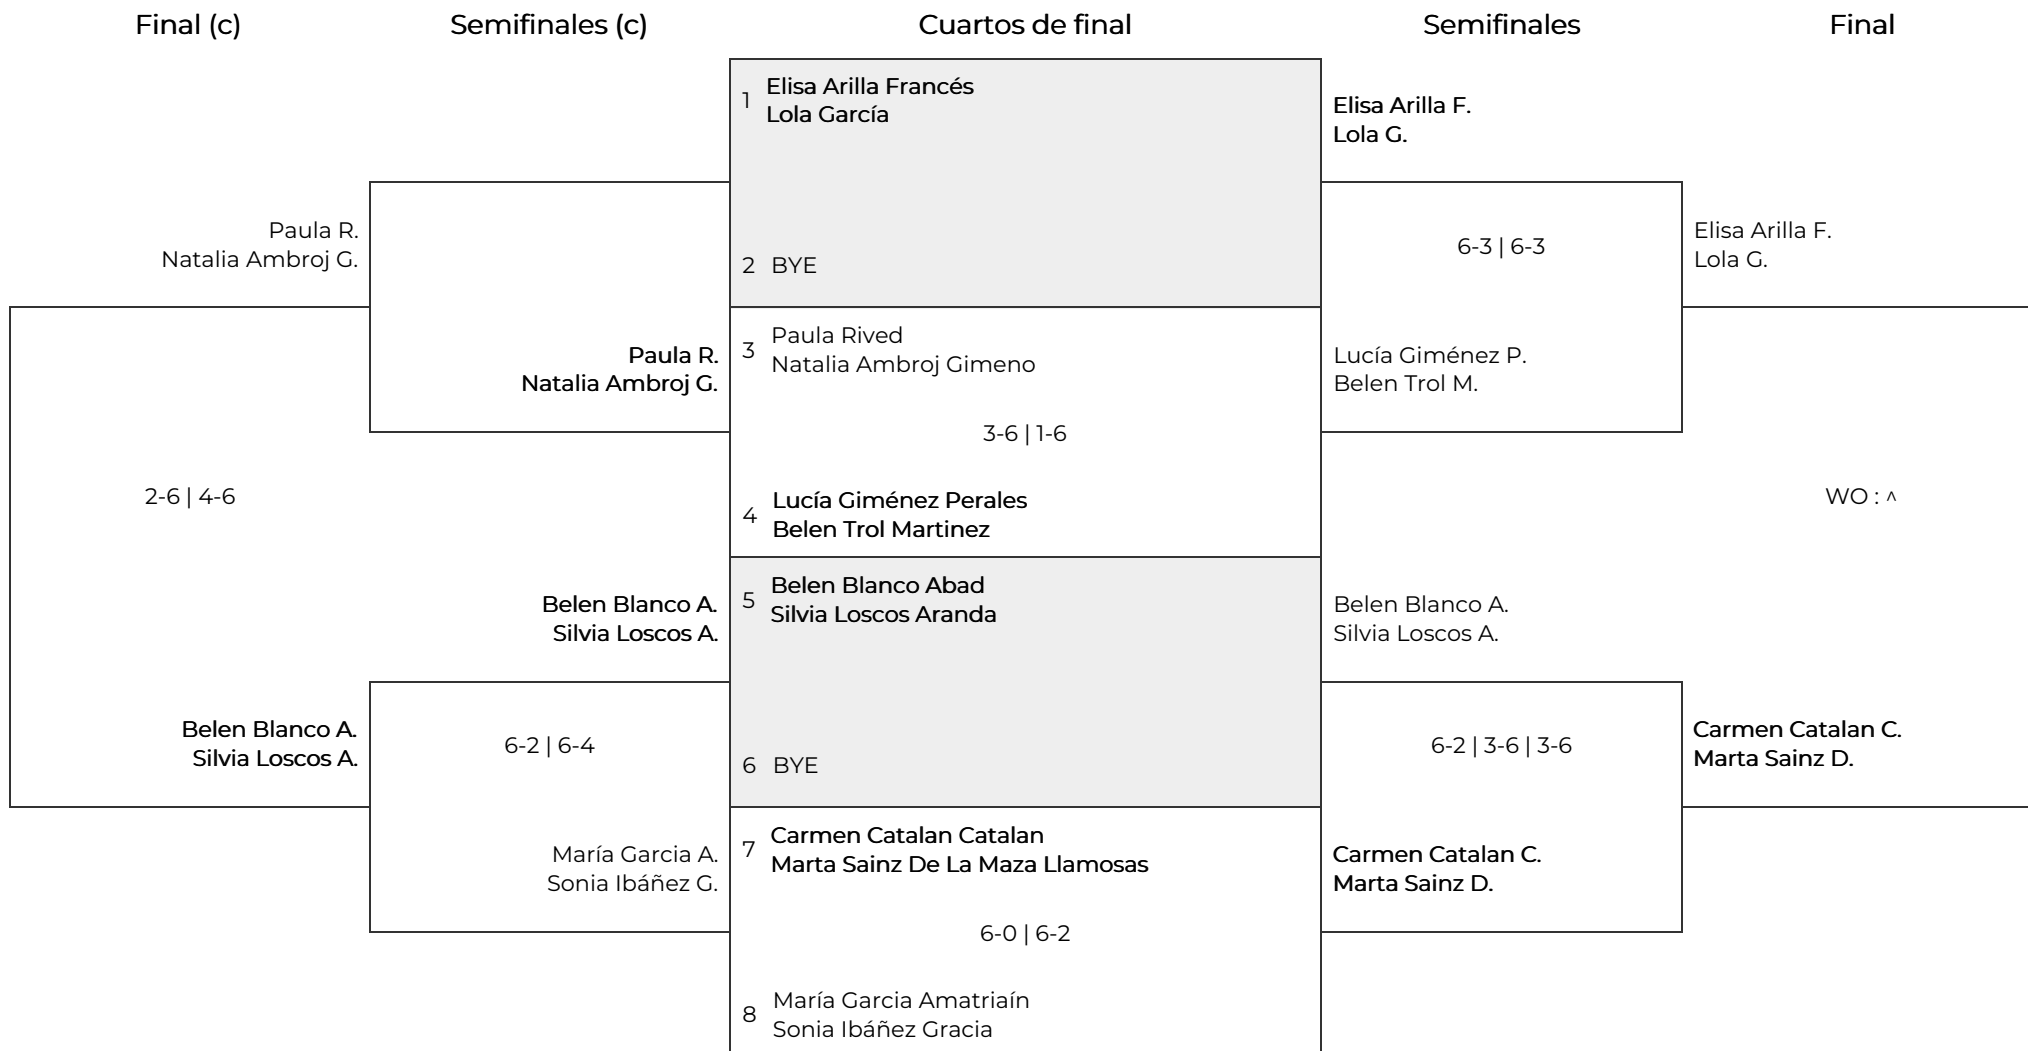 Final (c)
Semifinales (c)
Cuartos de final
Semifinales
Final
Paula R.
Natalia Ambroj G.
2-6 | 4-6
Belen Blanco A.
Silvia Loscos A.
Paula R.
Natalia Ambroj G.
Belen Blanco A.
Silvia Loscos A.
6-2 | 6-4
María Garcia A.
Sonia Ibáñez G.
1
Elisa Arilla Francés
Lola García
2 BYE
3
Paula Rived
Natalia Ambroj Gimeno
3-6 | 1-6
4
Lucía Giménez Perales
Belen Trol Martinez
5
Belen Blanco Abad
Silvia Loscos Aranda
6 BYE
7
Carmen Catalan Catalan
Marta Sainz De La Maza Llamosas
6-0 | 6-2
8
María Garcia Amatriaín
Sonia Ibáñez Gracia
Elisa Arilla F.
Lola G.
6-3 | 6-3
Lucía Giménez P.
Belen Trol M.
Belen Blanco A.
Silvia Loscos A.
6-2 | 3-6 | 3-6
Carmen Catalan C.
Marta Sainz D.
Elisa Arilla F.
Lola G.
WO : ^
Carmen Catalan C.
Marta Sainz D.